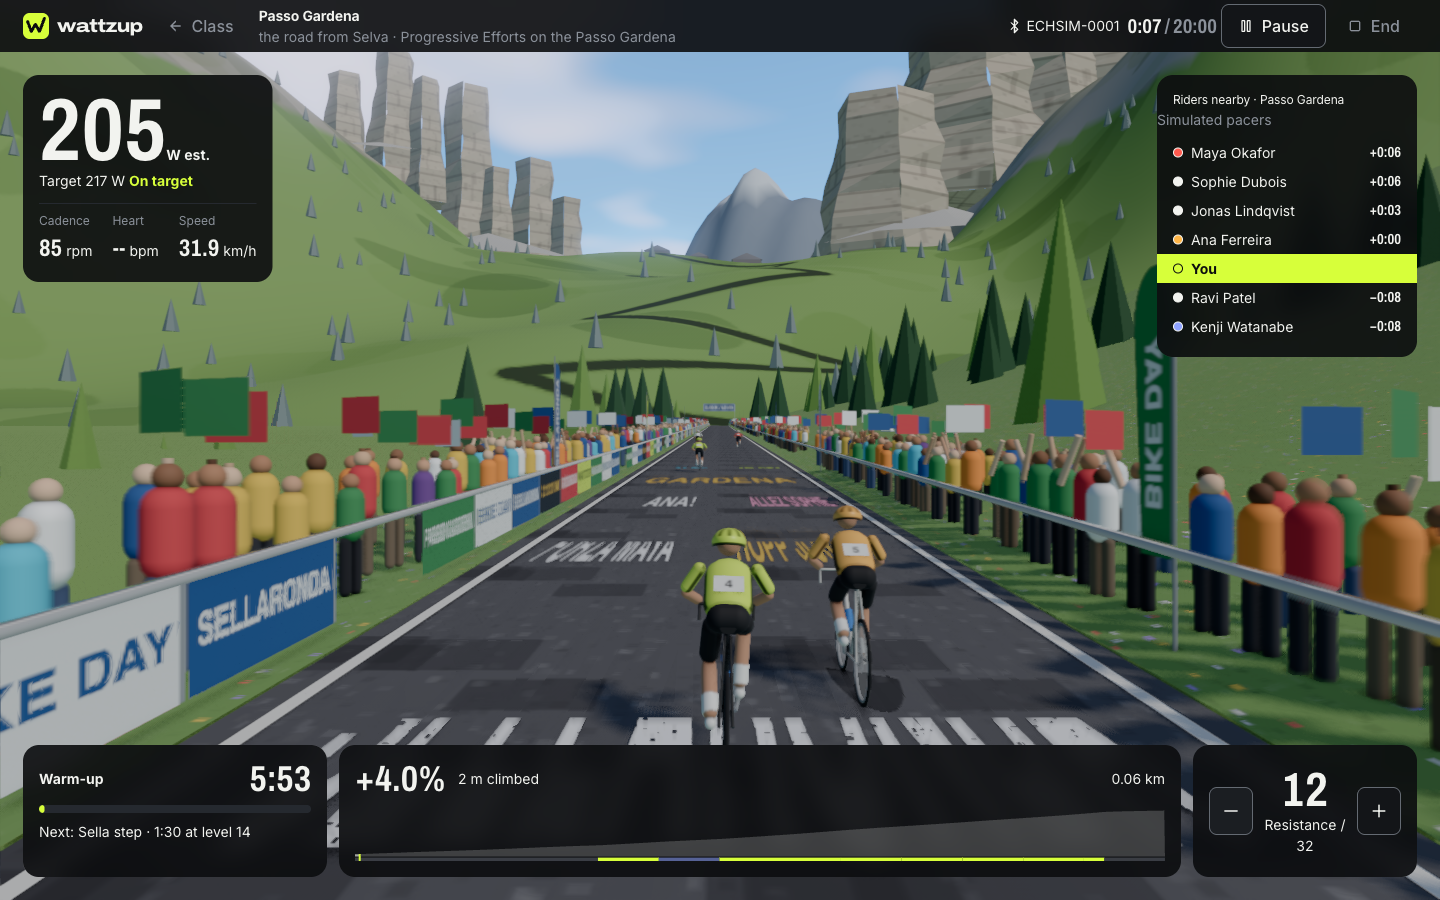 wattzup
Class
Passo Gardena
the road from Selva · Progressive Efforts on the Passo Gardena
ECHSIM-0001
0:07 / 20:00
Pause
End
205 W est.
Target 217 W On target
Cadence Heart Speed
85 rpm -- bpm 31.9 km/h
Riders nearby · Passo Gardena
Simulated pacers
Maya Okafor +0:06
Sophie Dubois +0:06
Jonas Lindqvist +0:03
Ana Ferreira +0:00
You
Ravi Patel −0:08
Kenji Watanabe −0:08
BIKE DAY
GARDENA
ANA!
ALLEZ SOPHIE
4
SELLARONDA
KE DAY
Warm-up 5:53
Next: Sella step · 1:30 at level 14
+4.0% 2 m climbed 0.06 km
12
Resistance /
32